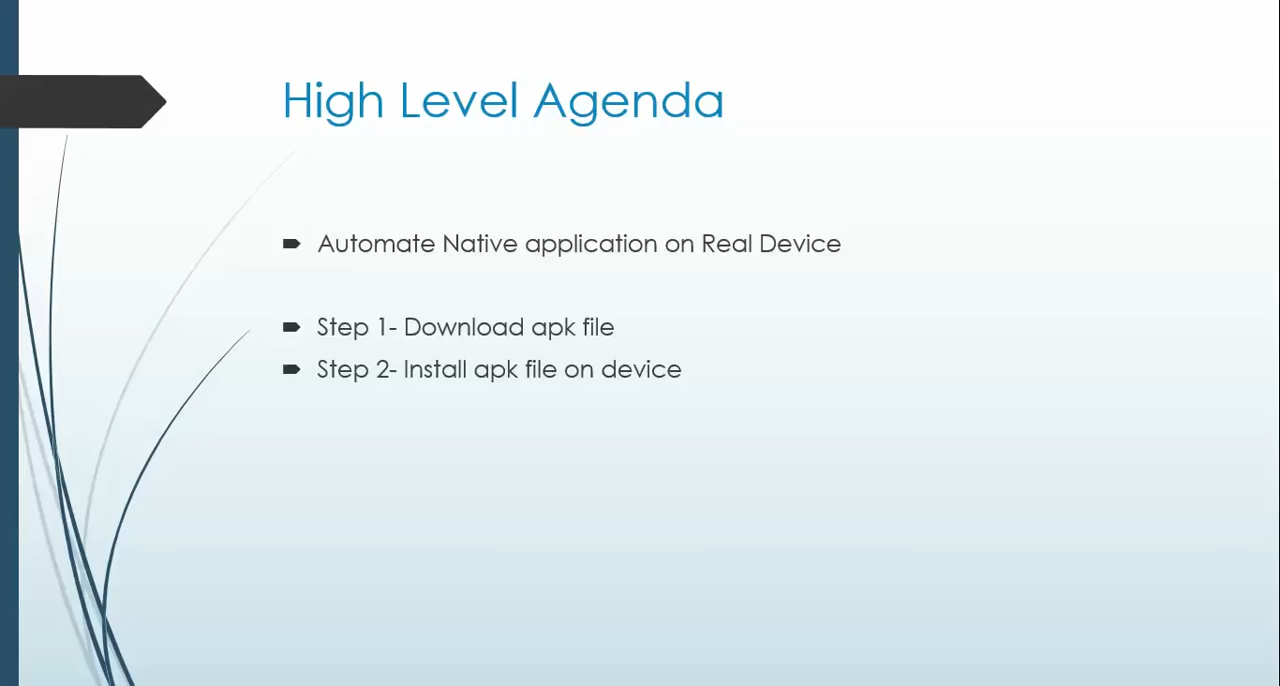 High Level Agenda
Automate Native application on Real Device
Step 1- Download apk file
Step 2- Install apk file on device